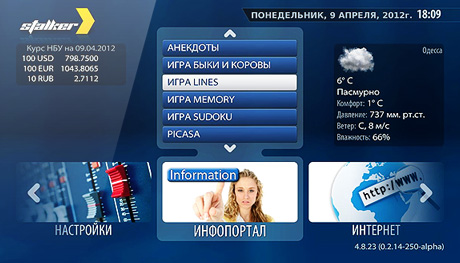 stalker
ПОНЕДЕЛЬНИК, 9 АПРЕЛЯ, 2012г. 18:09
Курс НБУ на 09.04.2012
100 USD 798.7500
100 EUR 1043.8065
10 RUB 2.7112
АНЕКДОТЫ
ИГРА БЫКИ И КОРОВЫ
ИГРА LINES
ИГРА MEMORY
ИГРА SUDOKU
PICASA
Одесса
6° C
Пасмурно
Комфорт: 1° C
Давление: 737 мм. рт.ст.
Ветер: С, 8 м/с
Влажность: 66%
Information
http://www.
НАСТРОЙКИ
ИНФОПОРТАЛ
ИНТЕРНЕТ
4.8.23 (0.2.14-250-alpha)